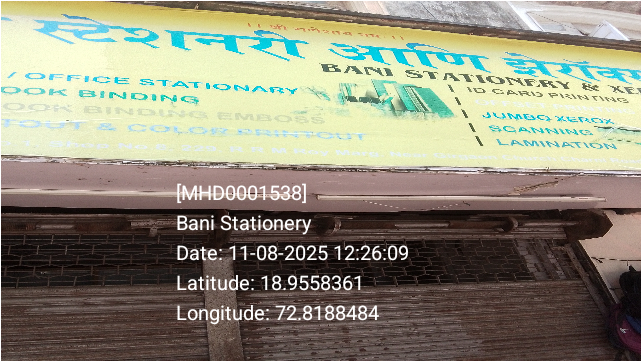 || श्री गणेशाय नमः ||
स्टेशनरी आणि झेरॉक्स
BANI STATIONERY & XE
/ OFFICE STATIONARY
OOK BINDING
OOK BINDING EMBOSS
TOUT & COLOR PRINTOUT
ID CARD PRINTING
JUMBO XEROX
SCANNING
LAMINATION
[MHD0001538]
Bani Stationery
Date: 11-08-2025 12:26:09
Latitude: 18.9558361
Longitude: 72.8188484